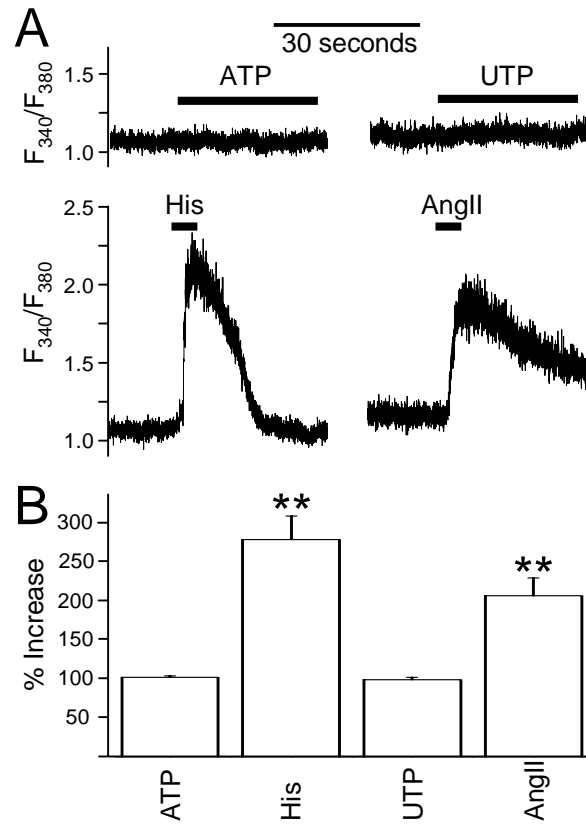 A
30 seconds
ATP
UTP
F340/F380
1.5
1.0
His
AngII
F340/F380
2.5
2.0
1.5
1.0
B
% Increase
300
250
200
150
100
50
**
**
ATP
His
UTP
AngII